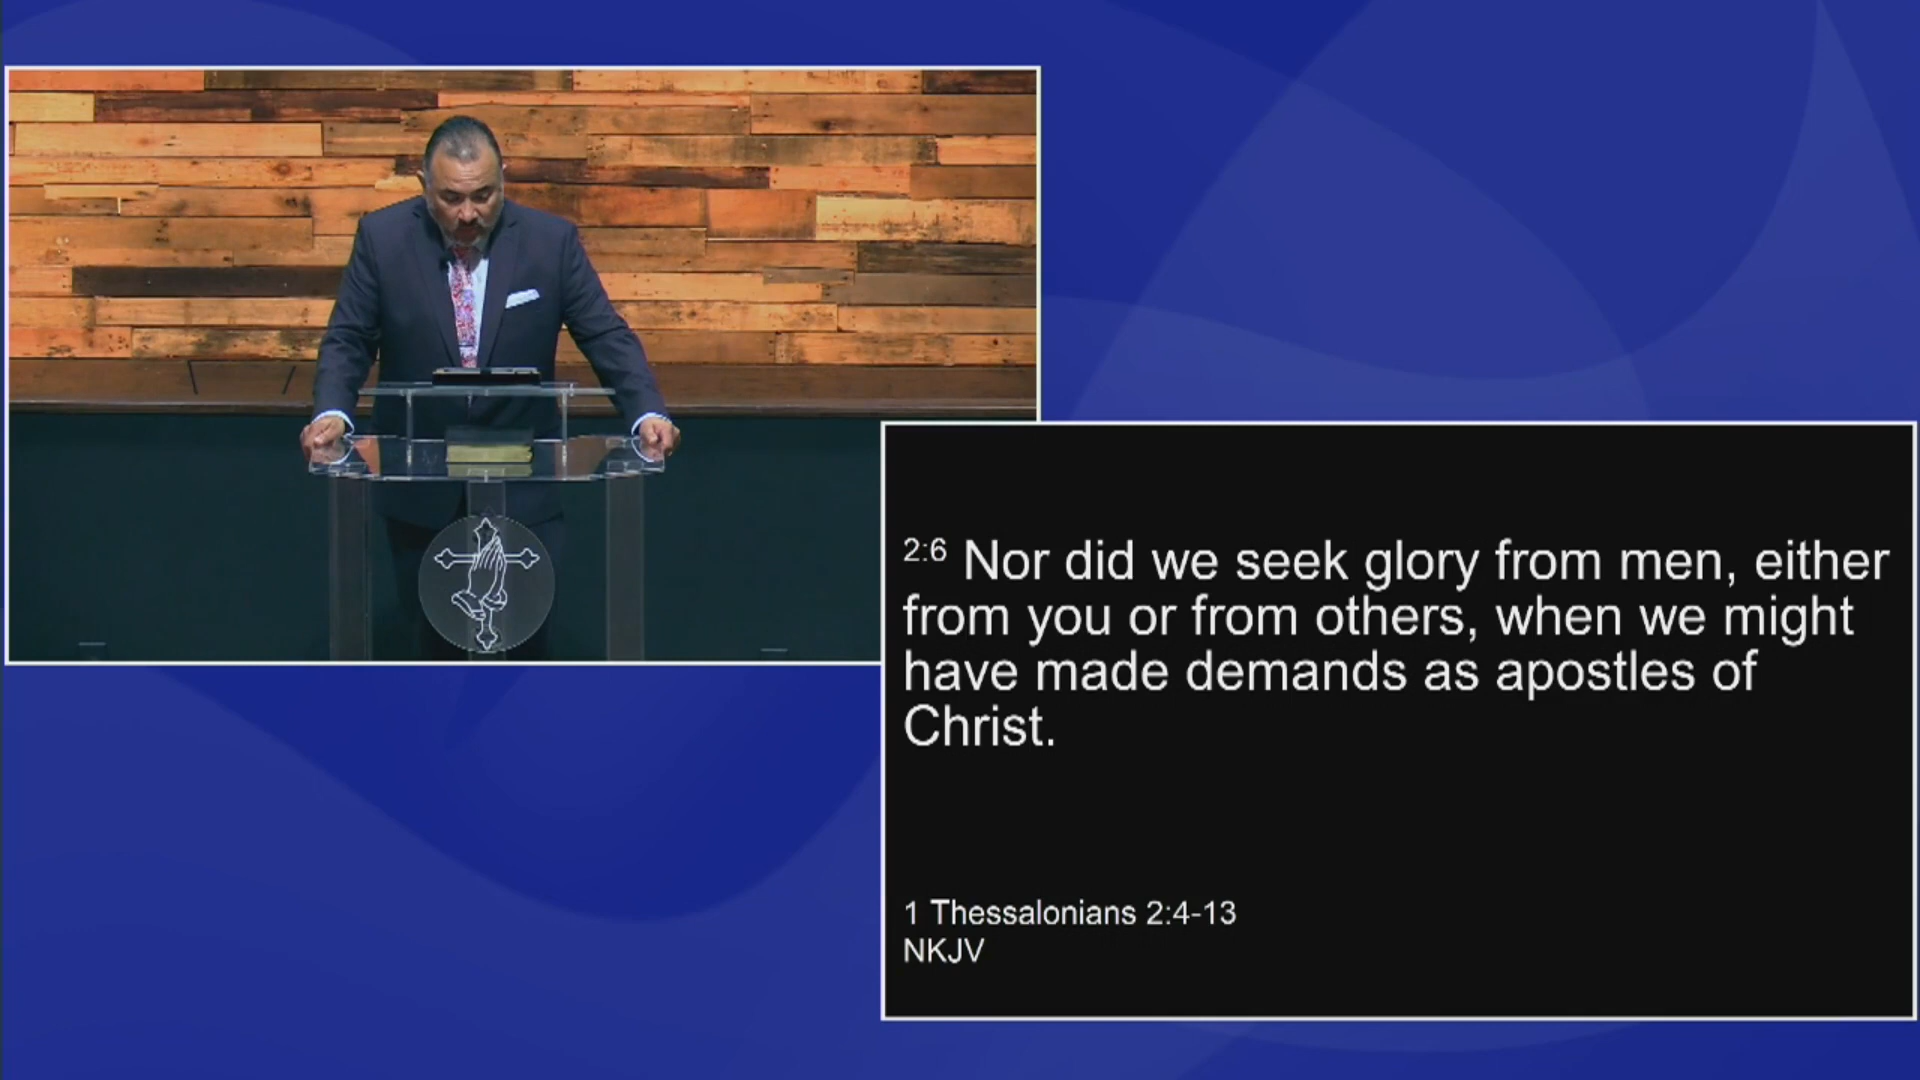 2:6 Nor did we seek glory from men, either
from you or from others, when we might
have made demands as apostles of
Christ.
1 Thessalonians 2:4-13
NKJV